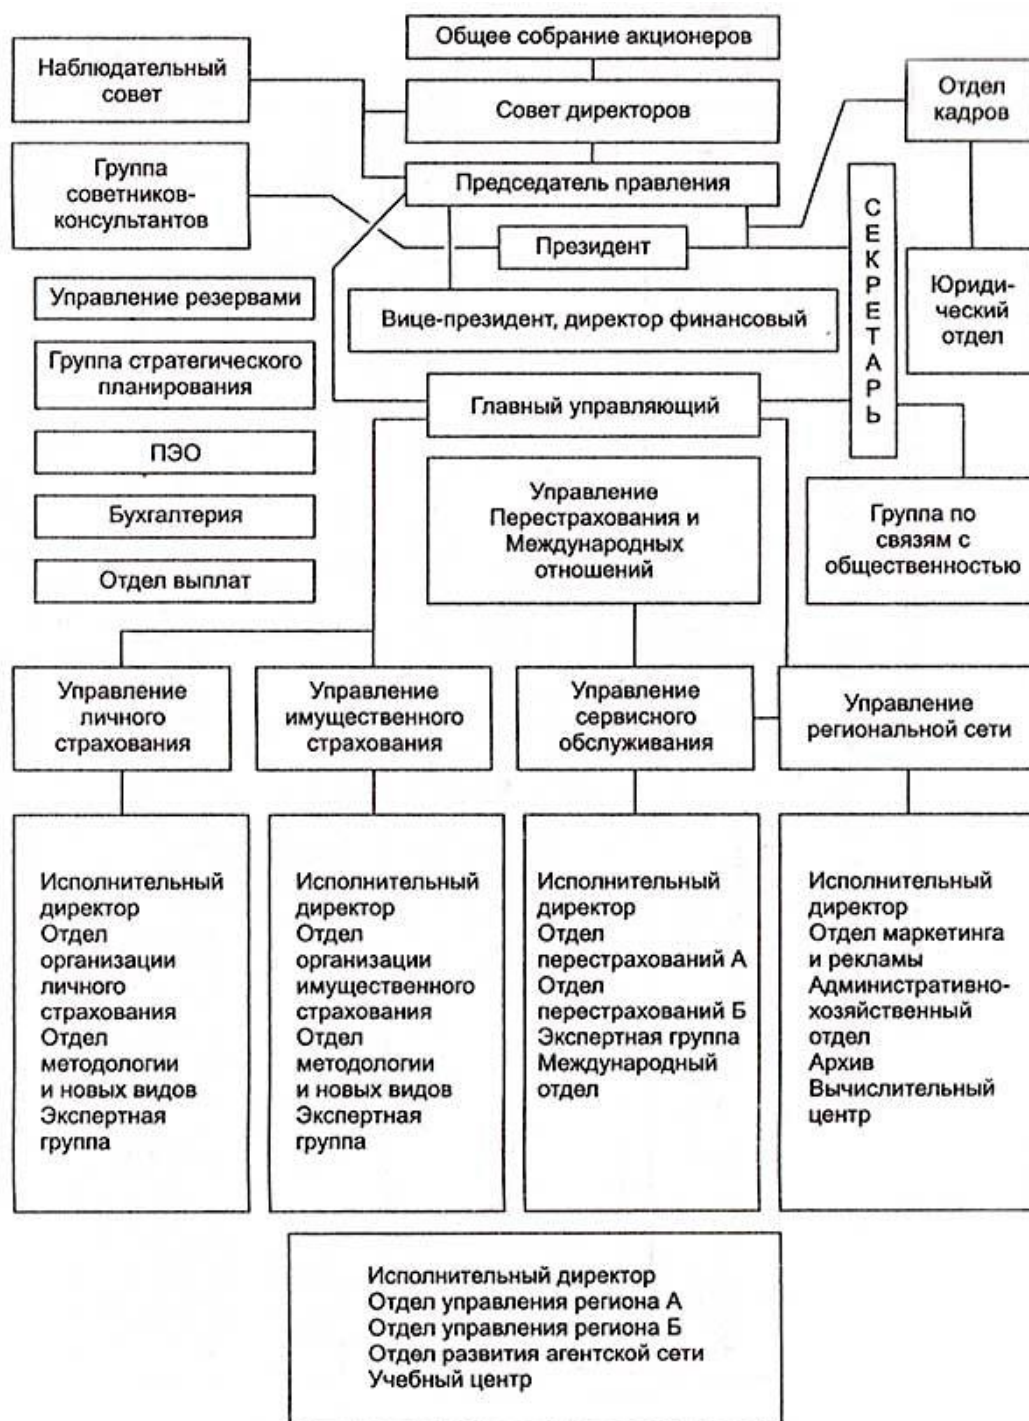 Общее собрание акционеров
Наблюдательный
совет
Совет директоров
Отдел
кадров
Группа
советников-
консультантов
Председатель правления
СЕКРЕТАРЬ
Президент
Юриди-
ческий
отдел
Управление резервами
Вице-президент, директор финансовый
Группа стратегического
планирования
Главный управляющий
ПЭО
Управление
Перестрахования и
Международных
отношений
Бухгалтерия
Группа по
связям с
общественностью
Отдел выплат
Управление
личного
страхования
Управление
имущественного
страхования
Управление
сервисного
обслуживания
Управление
региональной сети
Исполнительный
директор
Отдел
организации
личного
страхования
Отдел
методологии
и новых видов
Экспертная
группа
Исполнительный
директор
Отдел
организации
имущественного
страхования
Отдел
методологии
и новых видов
Экспертная
группа
Исполнительный
директор
Отдел
перестрахований А
Отдел
перестрахований Б
Экспертная группа
Международный
отдел
Исполнительный
директор
Отдел маркетинга
и рекламы
Административно-
хозяйственный
отдел
Архив
Вычислительный
центр
Исполнительный директор
Отдел управления региона А
Отдел управления региона Б
Отдел развития агентской сети
Учебный центр